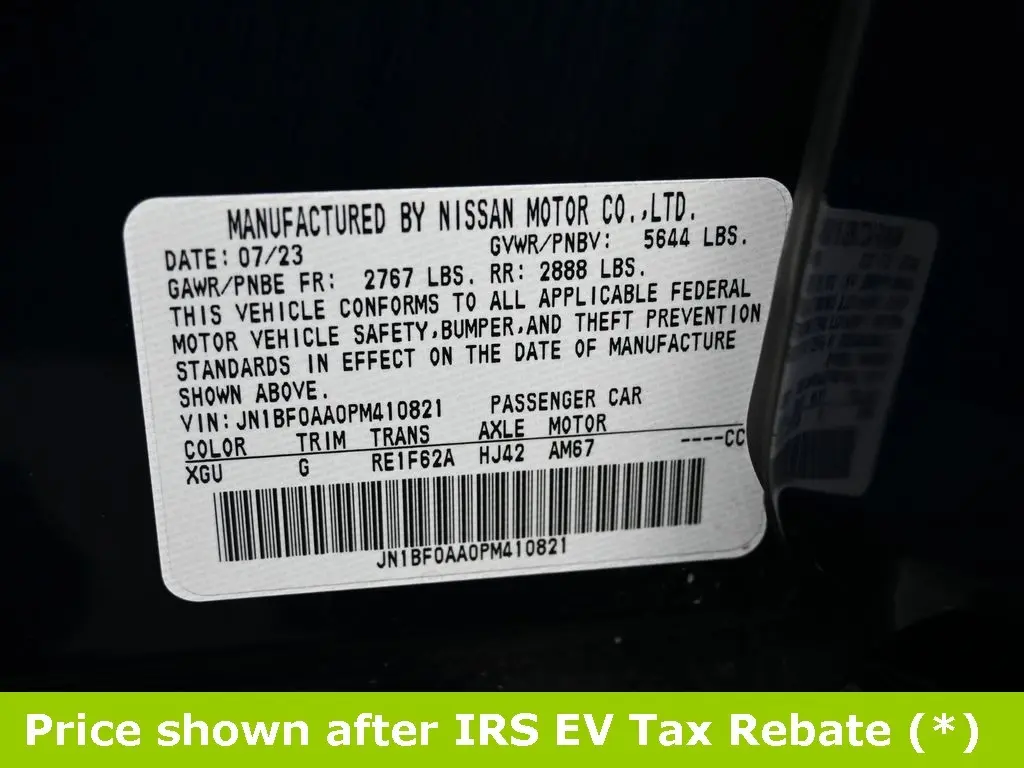 MANUFACTURED BY NISSAN MOTOR CO.,LTD.
DATE: 07/23 GVWR/PNBV: 5644 LBS.
GAWR/PNBE FR: 2767 LBS. RR: 2888 LBS.
THIS VEHICLE CONFORMS TO ALL APPLICABLE FEDERAL
MOTOR VEHICLE SAFETY,BUMPER,AND THEFT PREVENTION
STANDARDS IN EFFECT ON THE DATE OF MANUFACTURE
SHOWN ABOVE.
VIN:JN1BF0AA0PM410821 PASSENGER CAR
COLOR TRIM TRANS AXLE MOTOR
XGU G RE1F62A HJ42 AM67 ----CC
JN1BF0AA0PM410821
Price shown after IRS EV Tax Rebate (*)